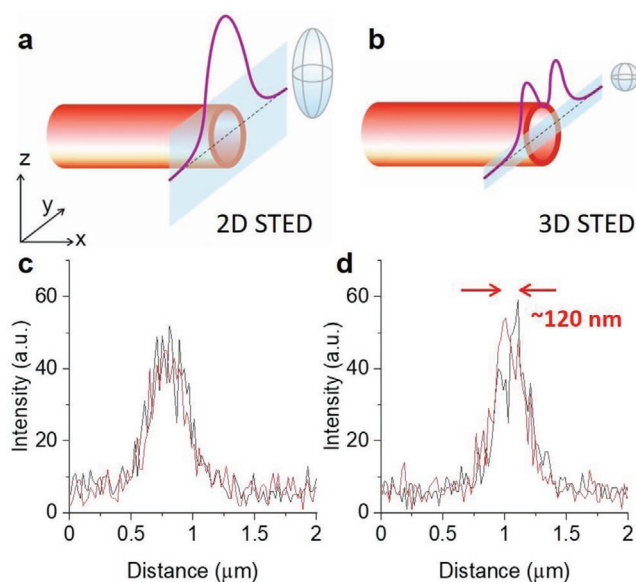 a
b
z
y
x
2D STED
3D STED
c
d
60
40
20
0
Intensity (a.u.)
0
0.5
1
1.5
2
Distance (μm)
60
40
20
0
Intensity (a.u.)
~120 nm
0
0.5
1
1.5
2
Distance (μm)